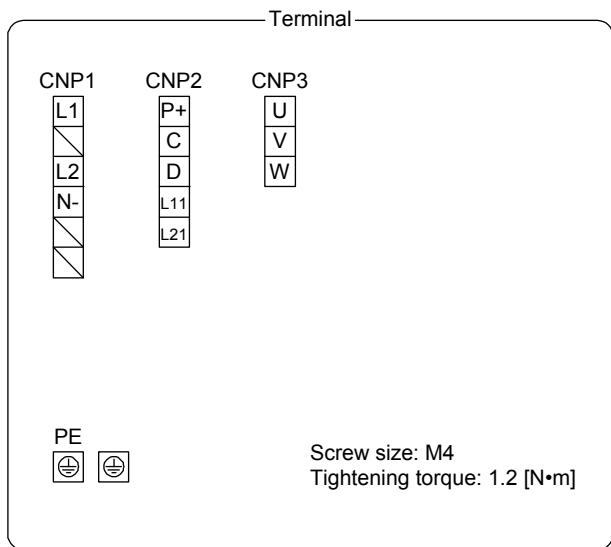 Terminal
CNP1
L1
L2
N-
CNP2
P+
C
D
L11
L21
CNP3
U
V
W
PE
Screw size: M4
Tightening torque: 1.2 [N•m]